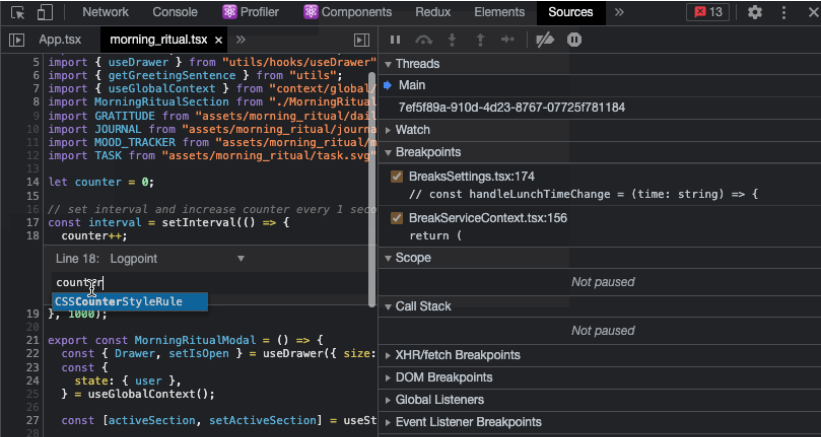 Network Console Profiler Components Redux Elements Sources » 13
App.tsx morning_ritual.tsx × »
5 import { useDrawer } from "utils/hooks/useDrawer"
6 import { getGreetingSentence } from "utils";
7 import { useGlobalContext } from "context/global/
8 import MorningRitualSection from "./MorningRitual
9 import GRATITUDE from "assets/morning_ritual/dai
10 import JOURNAL from "assets/morning_ritual/journa
11 import MOOD_TRACKER from "assets/morning_ritual/m
12 import TASK from "assets/morning_ritual/task.svg"
13
14 let counter = 0;
15
16 // set interval and increase counter every 1 seco
17 const interval = setInterval(() => {
18 counter++;
Line 18: Logpoint
counter
CSSCounterStyleRule
19 }, 1000);
20
21 export const MorningRitualModal = () => {
22 const { Drawer, setIsOpen } = useDrawer({ size:
23 const {
24 state: { user },
25 } = useGlobalContext();
26
27 const [activeSection, setActiveSection] = useSt
28
Threads
Main
7ef5f89a-910d-4d23-8767-07725f781184
Watch
Breakpoints
BreaksSettings.tsx:174
// const handleLunchTimeChange = (time: string) => {
BreakServiceContext.tsx:156
return (
Scope
Not paused
Call Stack
Not paused
XHR/fetch Breakpoints
DOM Breakpoints
Global Listeners
Event Listener Breakpoints